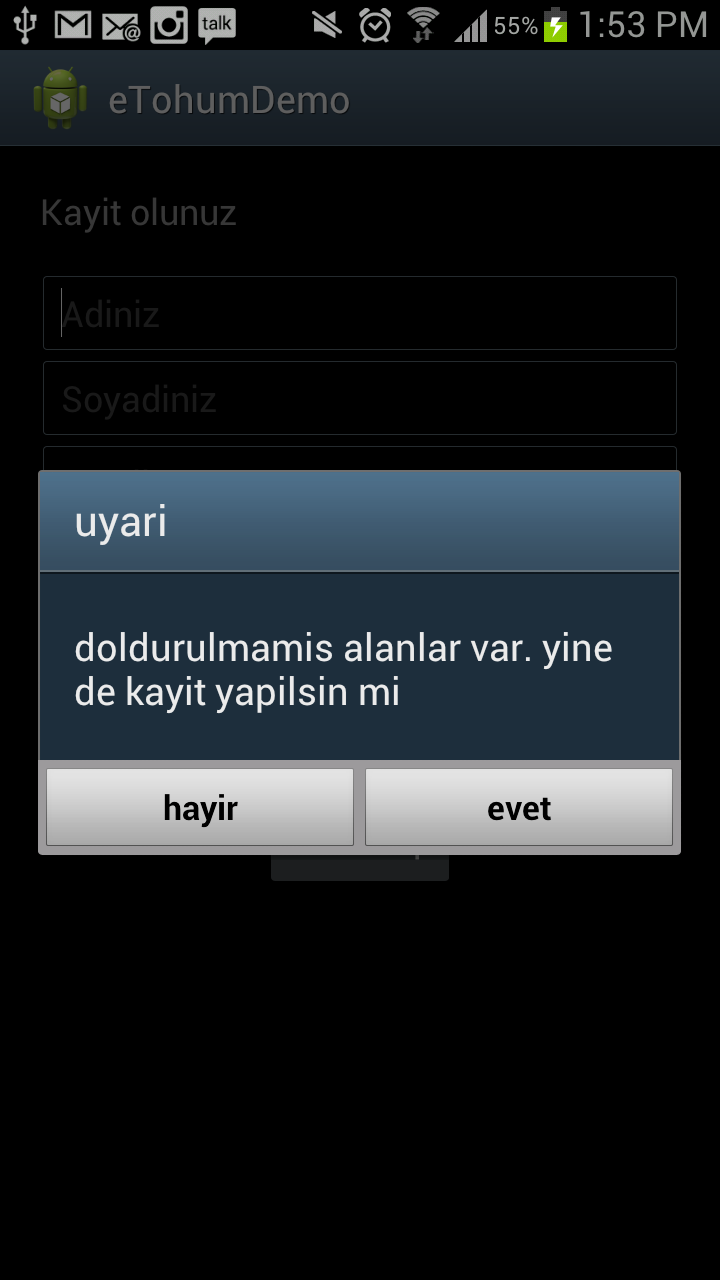 talk 55% 1:53 PM
eTohumDemo
Kayit olunuz
Adiniz
Soyadiniz
uyari
doldurulmamis alanlar var. yine
de kayit yapilsin mi
hayir evet